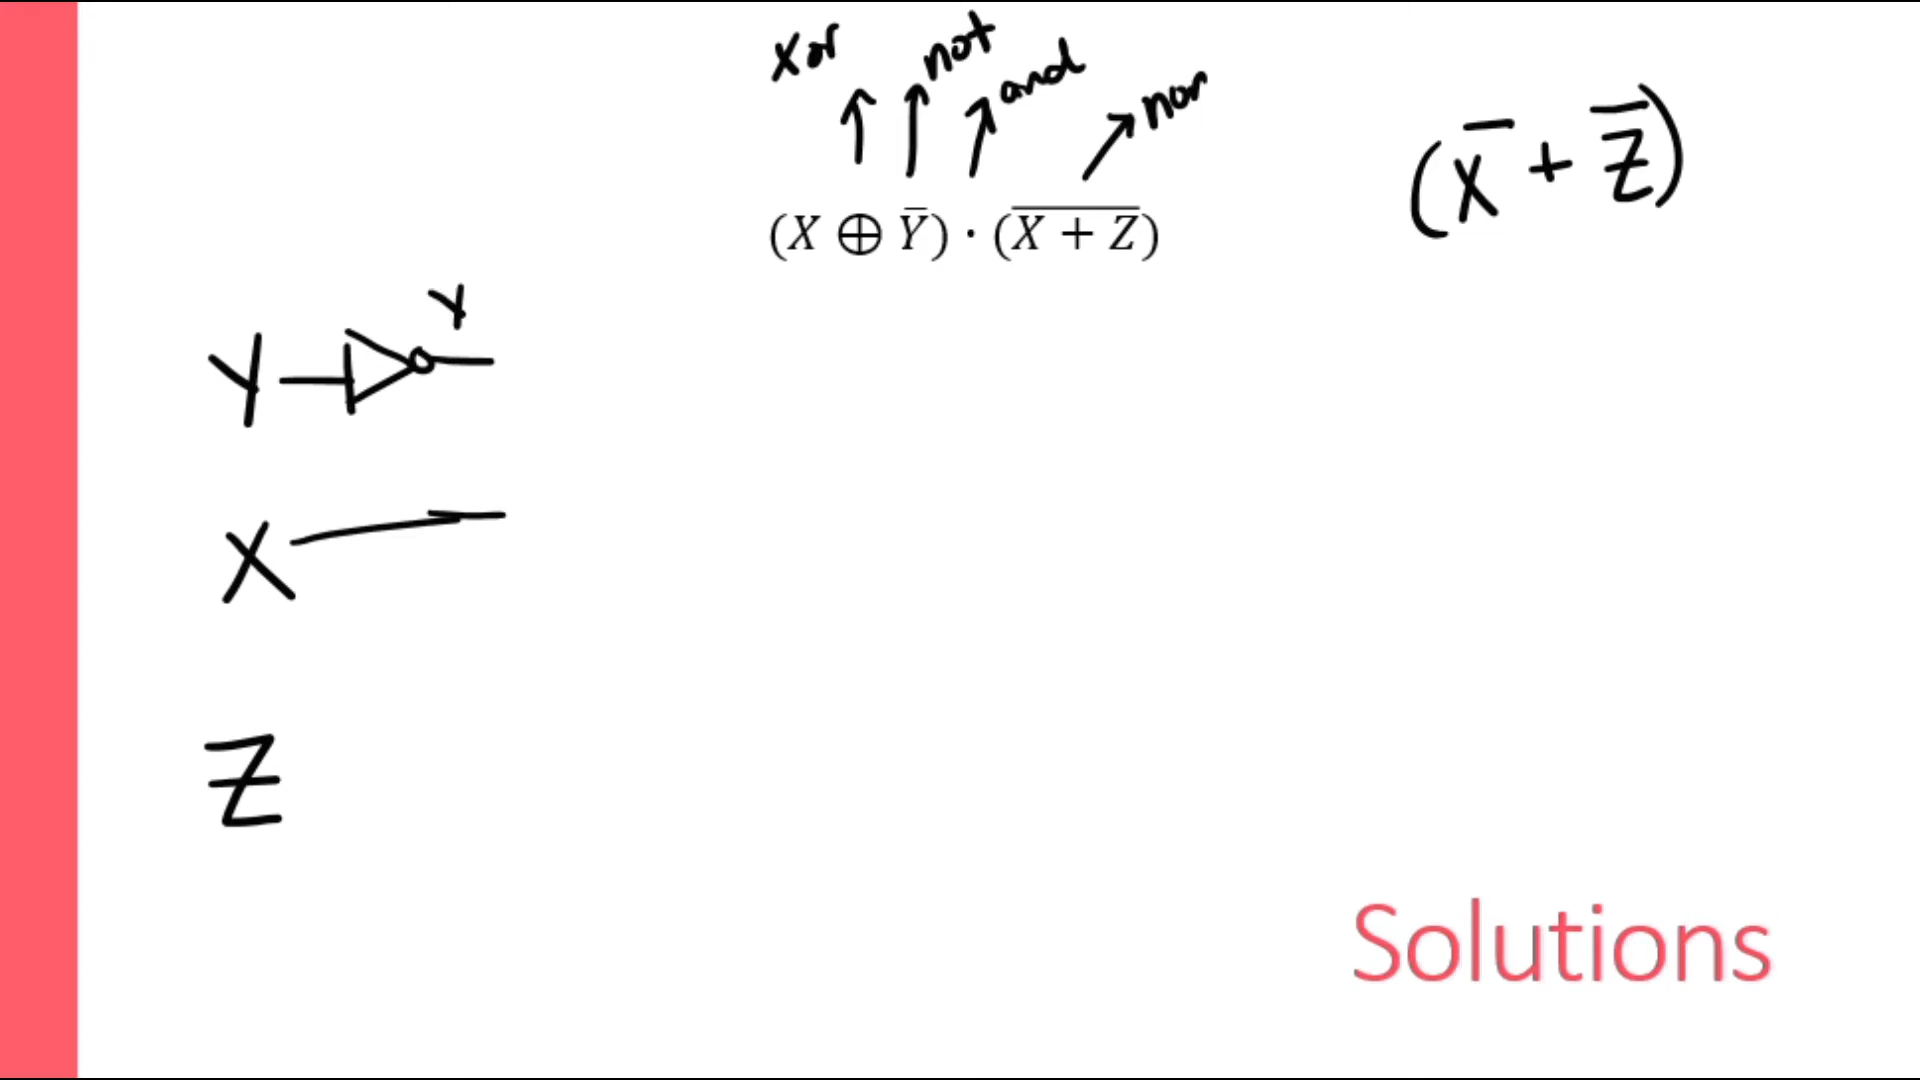 xor not and nor
(X̅ + Z̅)
(X ⊕ Y̅) · (X̅ ̅+̅ ̅Z̅)
Y
Y
X
Z
Solutions